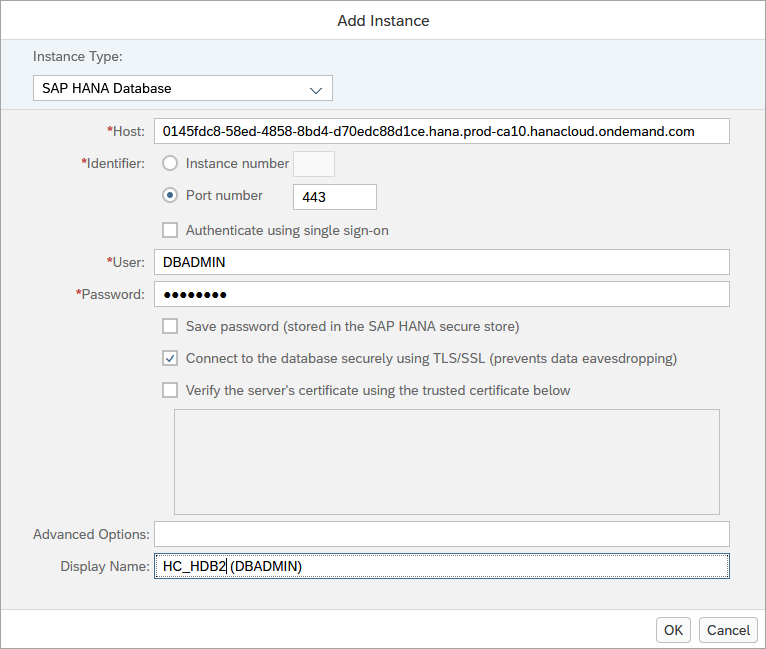 Add Instance
Instance Type:
SAP HANA Database
*Host: 0145fdc8-58ed-4858-8bd4-d70edc88d1ce.hana.prod-ca10.hanacloud.ondemand.com
*Identifier: Instance number
Port number 443
Authenticate using single sign-on
*User: DBADMIN
*Password: ●●●●●●●●
Save password (stored in the SAP HANA secure store)
Connect to the database securely using TLS/SSL (prevents data eavesdropping)
Verify the server's certificate using the trusted certificate below
Advanced Options:
Display Name: HC_HDB2 (DBADMIN)
OK Cancel